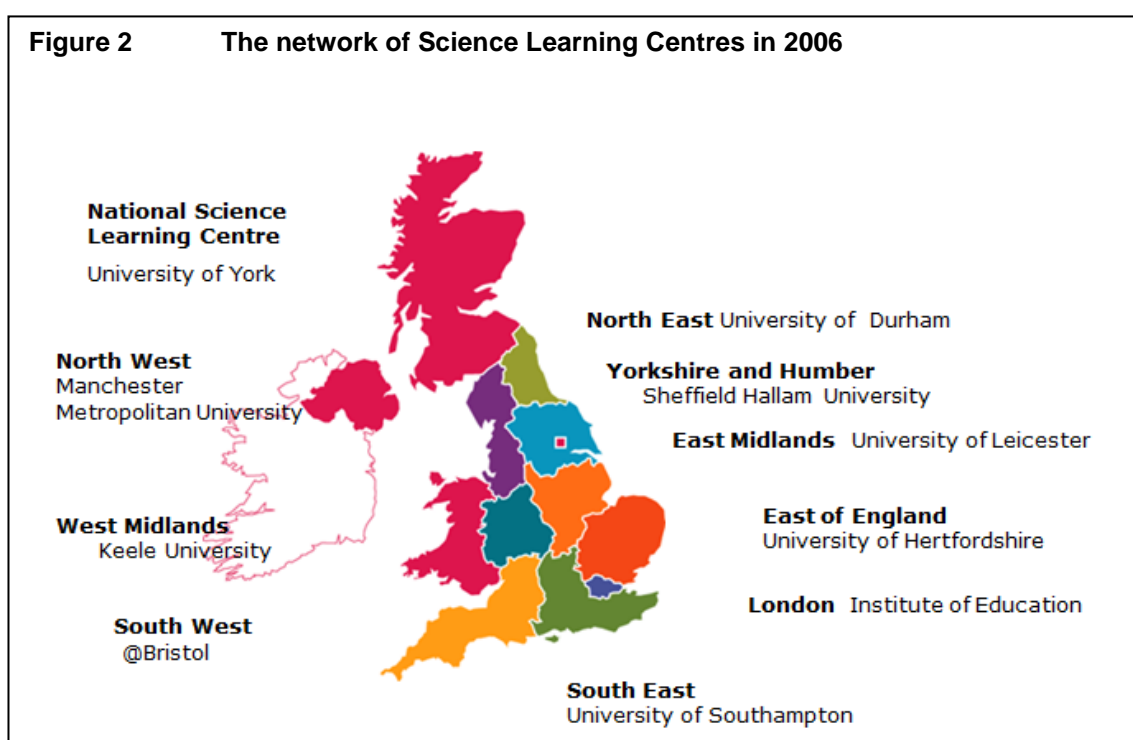 Figure 2 The network of Science Learning Centres in 2006
National Science
Learning Centre
University of York
North West
Manchester
Metropolitan University
West Midlands
Keele University
South West
@Bristol
North East University of Durham
Yorkshire and Humber
Sheffield Hallam University
East Midlands University of Leicester
East of England
University of Hertfordshire
London Institute of Education
South East
University of Southampton